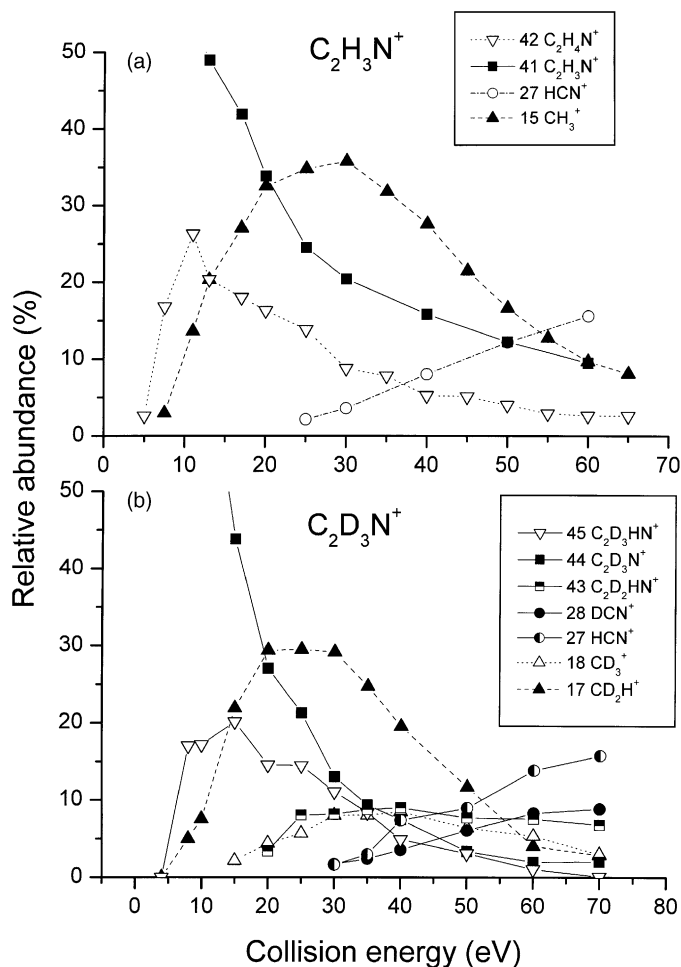 (a)
C₂H₃N⁺
42 C₂H₄N⁺
41 C₂H₃N⁺
27 HCN⁺
15 CH₃⁺
50
40
30
20
10
0
0 10 20 30 40 50 60 70
Relative abundance (%)
(b)
C₂D₃N⁺
45 C₂D₃HN⁺
44 C₂D₃N⁺
43 C₂D₂HN⁺
28 DCN⁺
27 HCN⁺
18 CD₃⁺
17 CD₂H⁺
50
40
30
20
10
0
0 10 20 30 40 50 60 70 80
Collision energy (eV)